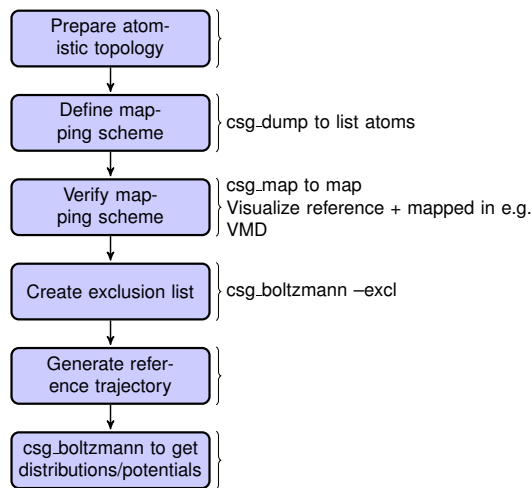 Prepare atom-
istic topology
Define map-
ping scheme
csg_dump to list atoms
Verify map-
ping scheme
csg_map to map
Visualize reference + mapped in e.g.
VMD
Create exclusion list
csg_boltzmann –excl
Generate refer-
ence trajectory
csg_boltzmann to get
distributions/potentials